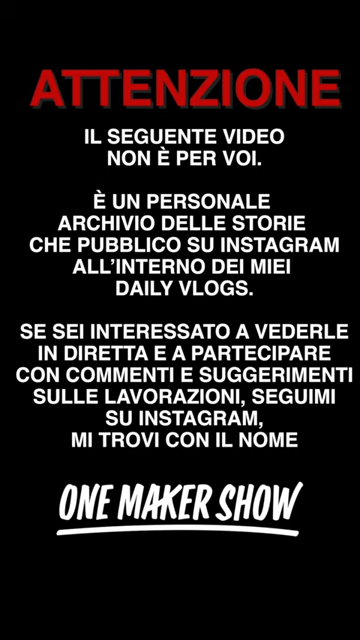 ATTENZIONE
IL SEGUENTE VIDEO
NON È PER VOI.
È UN PERSONALE
ARCHIVIO DELLE STORIE
CHE PUBBLICO SU INSTAGRAM
ALL’INTERNO DEI MIEI
DAILY VLOGS.
SE SEI INTERESSATO A VEDERLE
IN DIRETTA E A PARTECIPARE
CON COMMENTI E SUGGERIMENTI
SULLE LAVORAZIONI, SEGUIMI
SU INSTAGRAM,
MI TROVI CON IL NOME
ONE MAKER SHOW